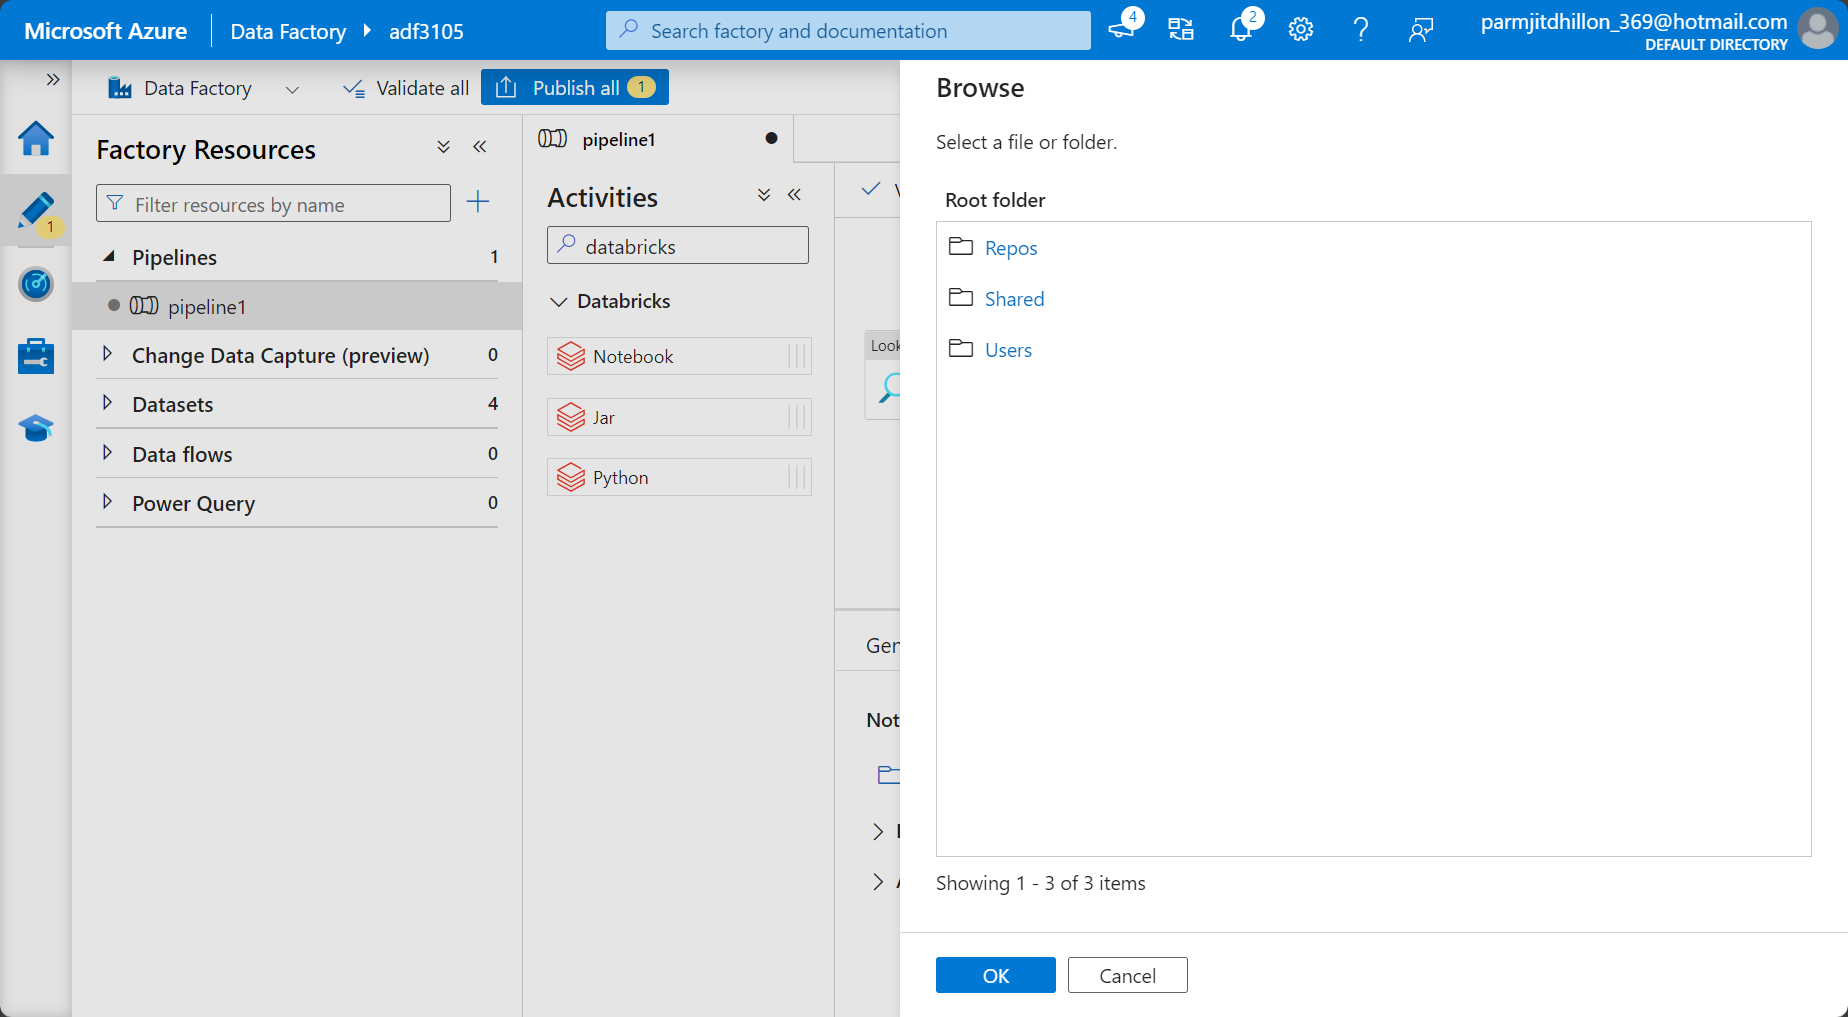 Microsoft Azure
Data Factory
adf3105
Search factory and documentation
4
2
parmjitdhillon_369@hotmail.com
DEFAULT DIRECTORY
Data Factory
Validate all
Publish all
1
1
Factory Resources
Filter resources by name
Pipelines
1
pipeline1
Change Data Capture (preview)
0
Datasets
4
Data flows
0
Power Query
0
pipeline1
Activities
databricks
Databricks
Notebook
Jar
Python
Look
Gen
Not
Browse
Select a file or folder.
Root folder
Repos
Shared
Users
Showing 1 - 3 of 3 items
OK
Cancel